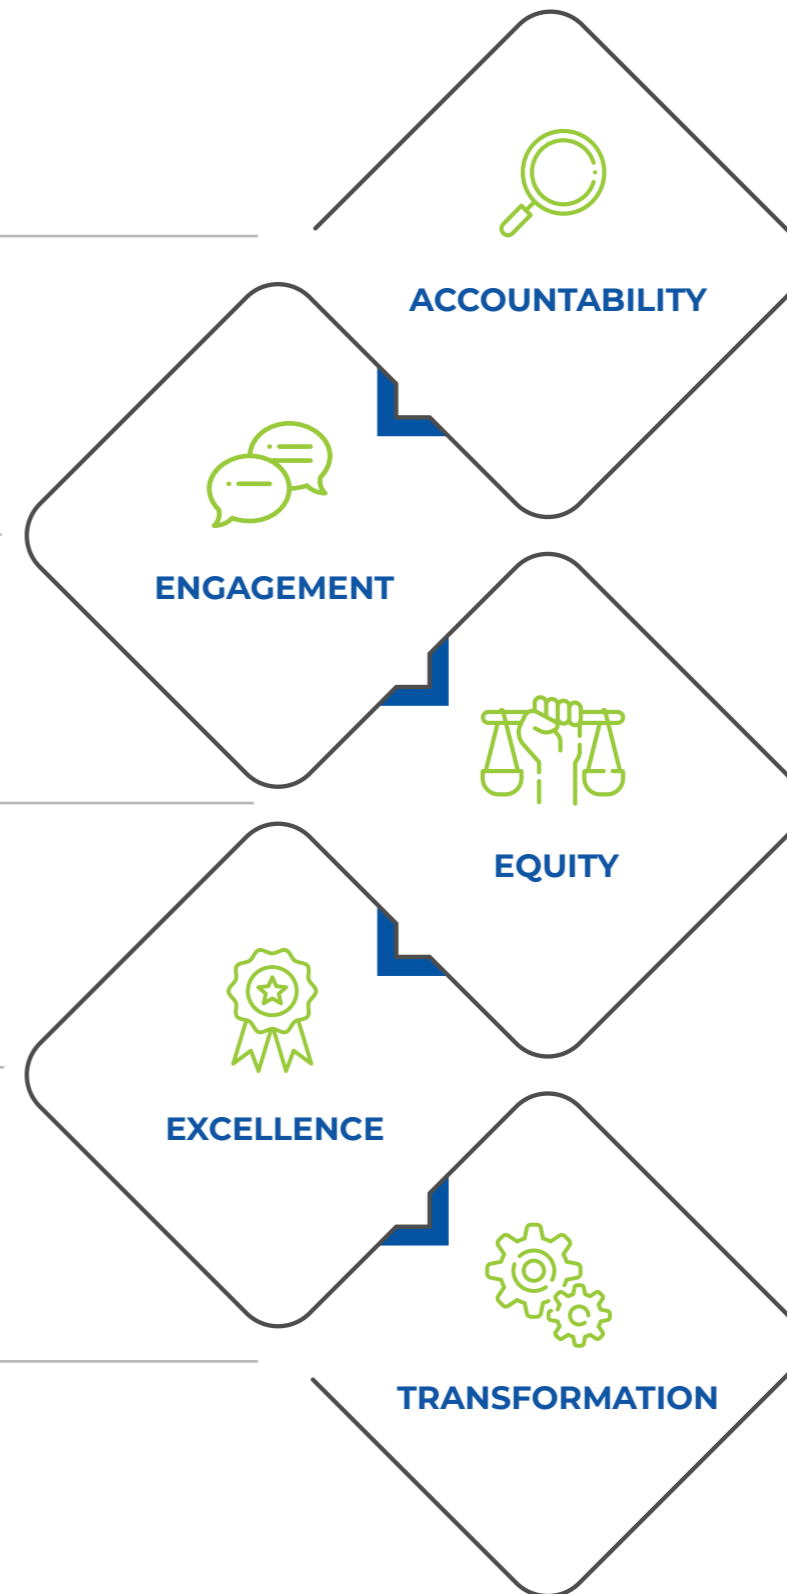 ACCOUNTABILITY
ENGAGEMENT
EQUITY
EXCELLENCE
TRANSFORMATION